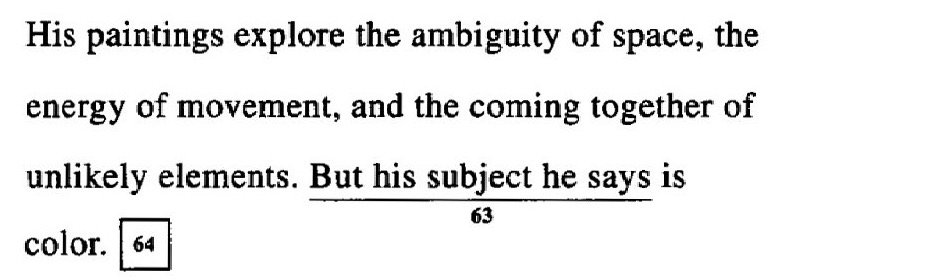 His paintings explore the ambiguity of space, the
energy of movement, and the coming together of
unlikely elements. But his subject he says is
63
color. 64